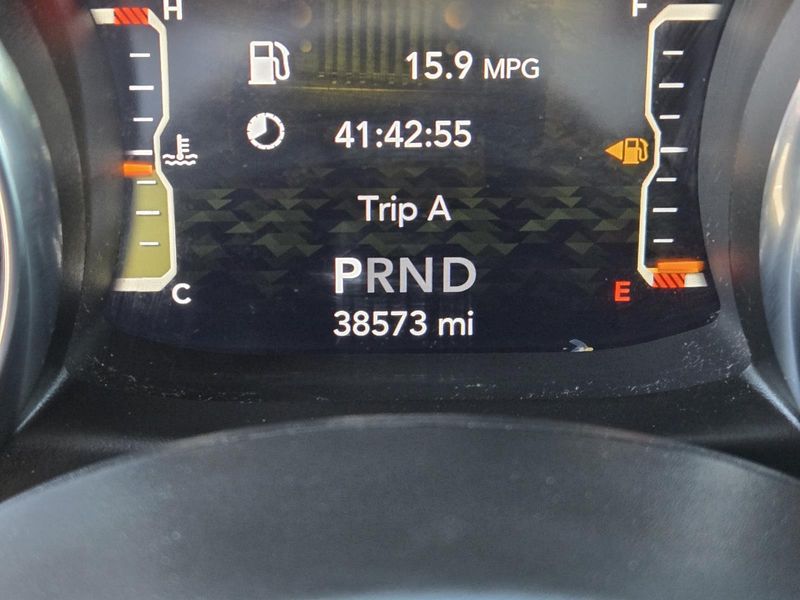 H
F
15.9 MPG
41:42:55
Trip A
PRND
C
E
38573 mi